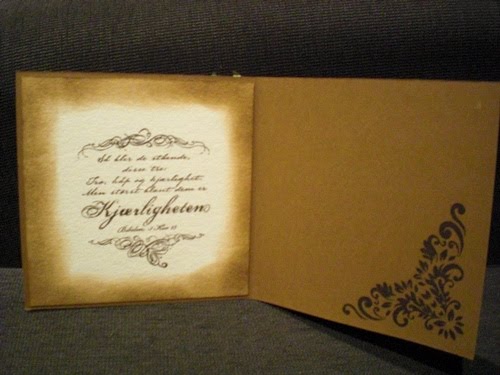 Så blir de stående,
disse tre:
Tro, håp og kjærlighet.
Men størst blant dem er
Kjærligheten